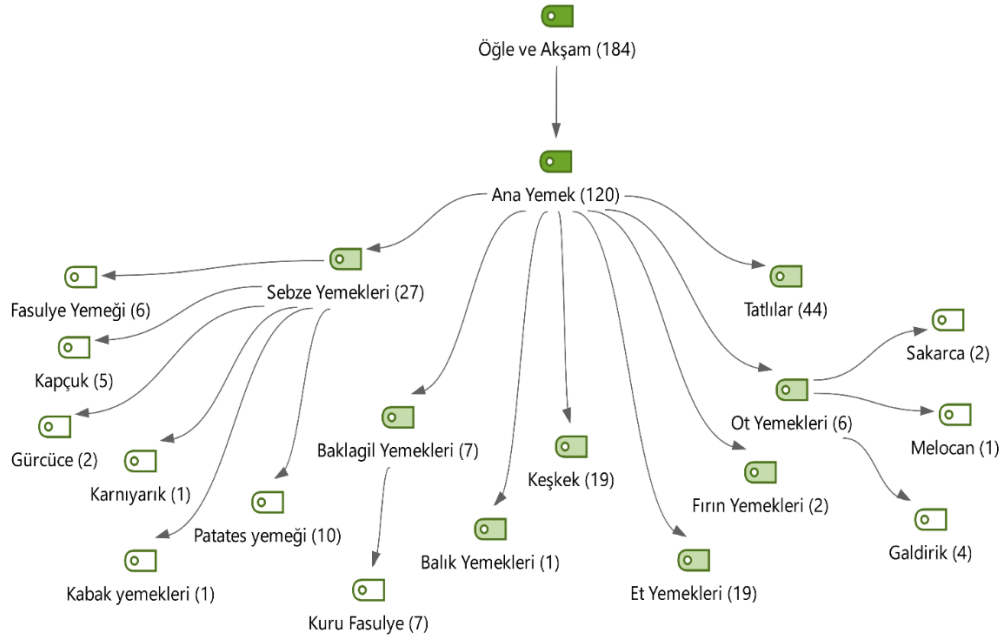 Öğle ve Akşam (184)
Ana Yemek (120)
Sebze Yemekleri (27)
Fasulye Yemeği (6)
Tatlılar (44)
Sakarca (2)
Kapçuk (5)
Ot Yemekleri (6)
Melocan (1)
Gürcüce (2)
Baklagil Yemekleri (7)
Keşkek (19)
Karnıyarık (1)
Fırın Yemekleri (2)
Patates yemeği (10)
Galdirik (4)
Balık Yemekleri (1)
Kabak yemekleri (1)
Et Yemekleri (19)
Kuru Fasulye (7)